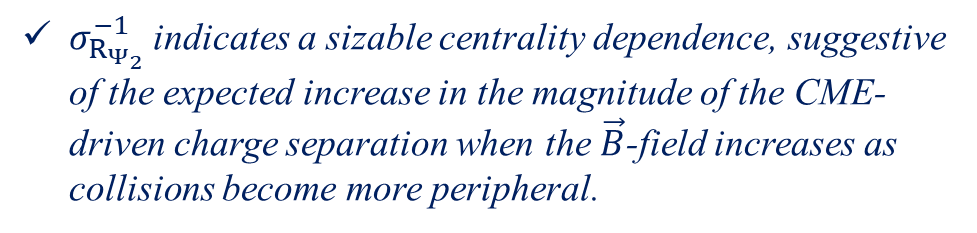 ✓ σ_{R_{Ψ_2}}^{-1} indicates a sizable centrality dependence, suggestive
of the expected increase in the magnitude of the CME-
driven charge separation when the B⃗-field increases as
collisions become more peripheral.